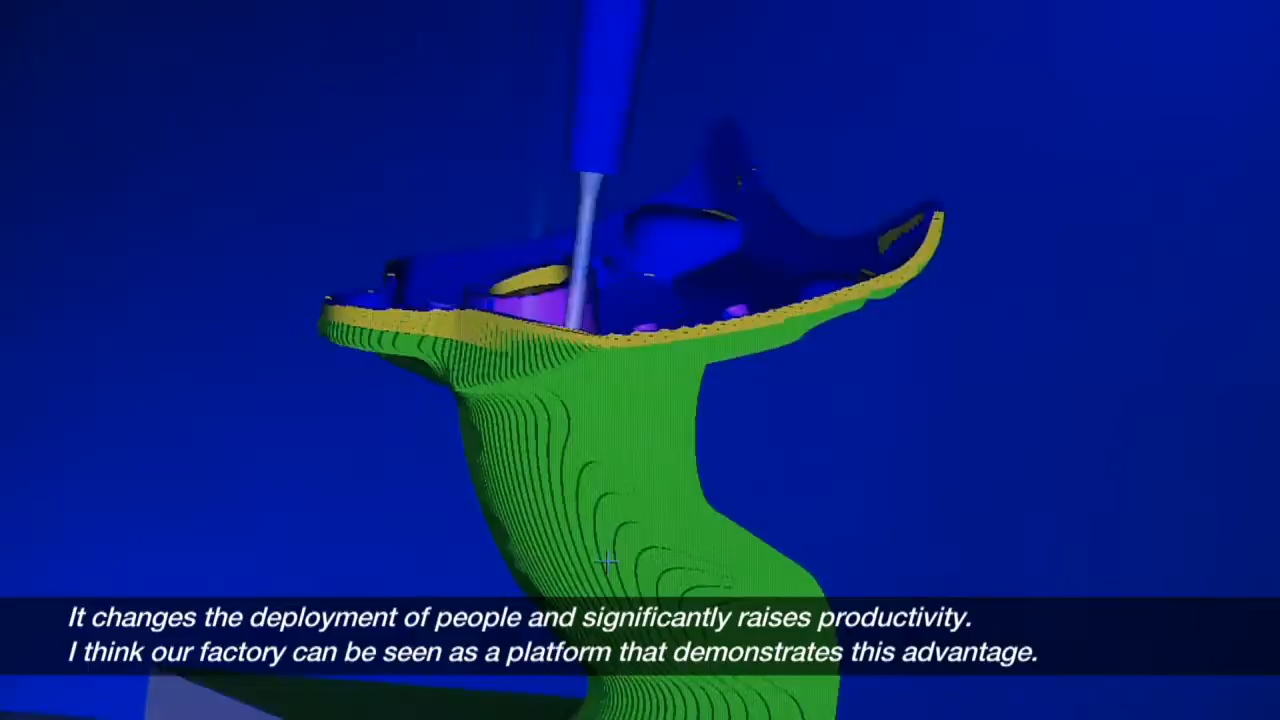 It changes the deployment of people and significantly raises productivity.
I think our factory can be seen as a platform that demonstrates this advantage.